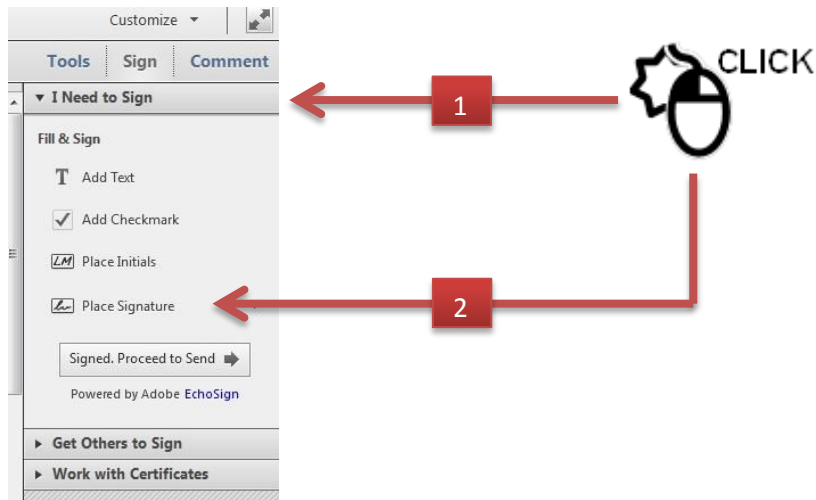 Customize
Tools Sign Comment
I Need to Sign
Fill & Sign
T Add Text
Add Checkmark
LM Place Initials
Place Signature
Signed. Proceed to Send
Powered by Adobe EchoSign
Get Others to Sign
Work with Certificates
1
2
CLICK